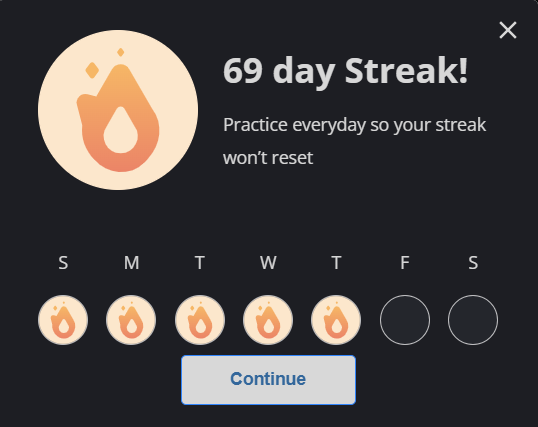 69 day Streak!
Practice everyday so your streak
won't reset
S M T W T F S
Continue